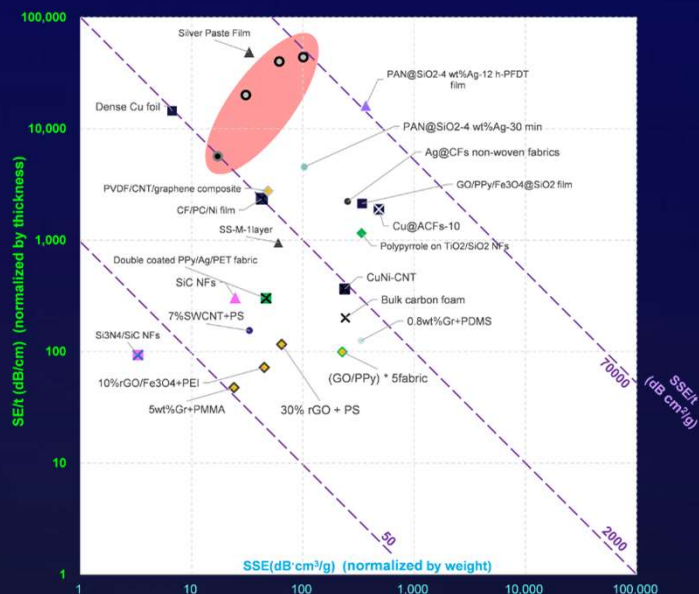 SE/t (dB/cm) (normalized by thickness)
100,000
10,000
1,000
100
10
1
Silver Paste Film
Dense Cu foil
PAN@SiO2-4 wt%Ag-12 h-PFDT
film
PAN@SiO2-4 wt%Ag-30 min
Ag@CFs non-woven fabrics
GO/PPy/Fe3O4@SiO2 film
PVDF/CNT/graphene composite
CF/PC/Ni film
Cu@ACFs-10
SS-M-1layer
Polypyrrole on TiO2/SiO2 NFs
Double coated PPy/Ag/PET fabric
CuNi-CNT
SiC NFs
Bulk carbon foam
7%SWCNT+PS
0.8wt%Gr+PDMS
Si3N4/SiC NFs
10%rGO/Fe3O4+PEI
(GO/PPy) * 5fabric
5wt%Gr+PMMA
30% rGO + PS
70000
SSE/t
(dB cm²/g)
50
2000
SSE(dB·cm³/g) (normalized by weight)
1
10
100
1,000
10,000
100,000